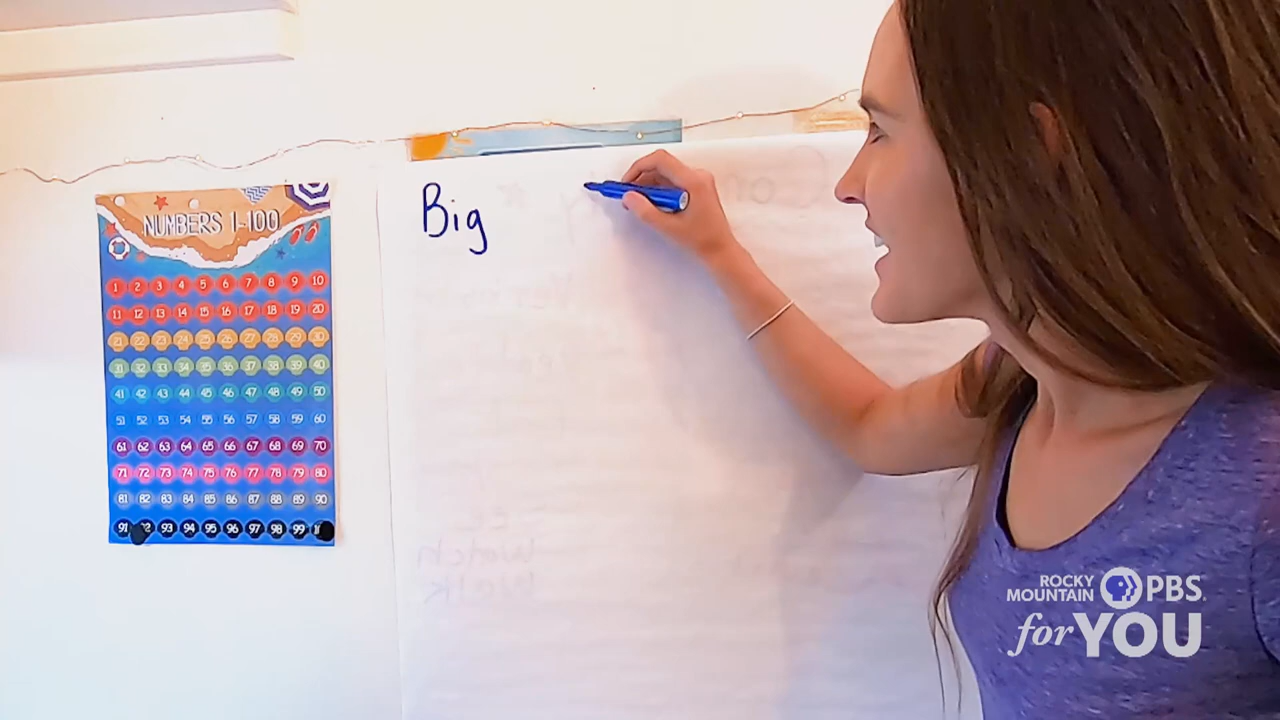 NUMBERS 1-100
1 2 3 4 5 6 7 8 9 10
11 12 13 14 15 16 17 18 19 20
21 22 23 24 25 26 27 28 29 30
31 32 33 34 35 36 37 38 39 40
41 42 43 44 45 46 47 48 49 50
51 52 53 54 55 56 57 58 59 60
61 62 63 64 65 66 67 68 69 70
71 72 73 74 75 76 77 78 79 80
81 82 83 84 85 86 87 88 89 90
91 93 94 95 96 97 98 99
Big
Watch
ROCKY
MOUNTAIN PBS
for YOU